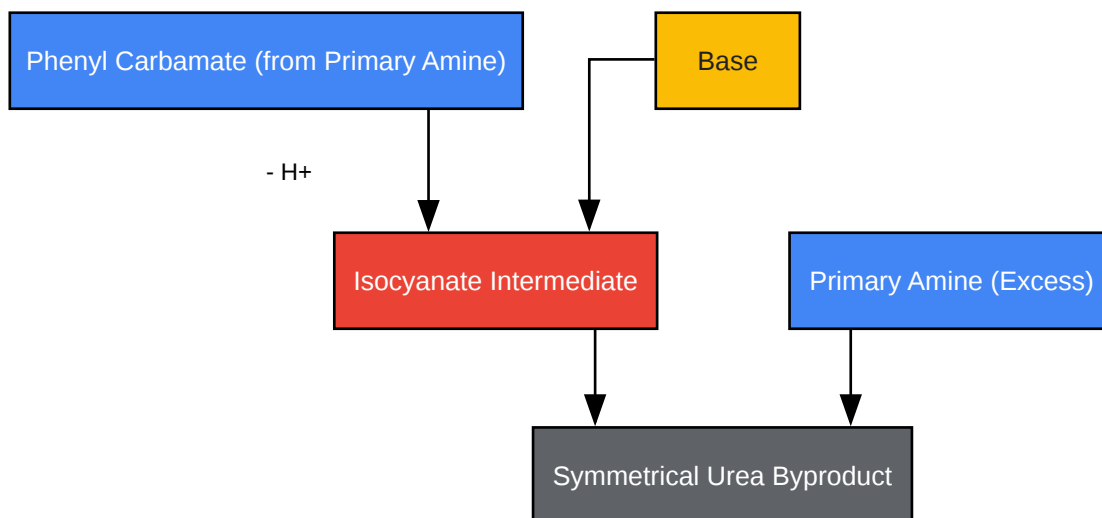 Phenyl Carbamate (from Primary Amine)
Base
- H+
Isocyanate Intermediate
Primary Amine (Excess)
Symmetrical Urea Byproduct